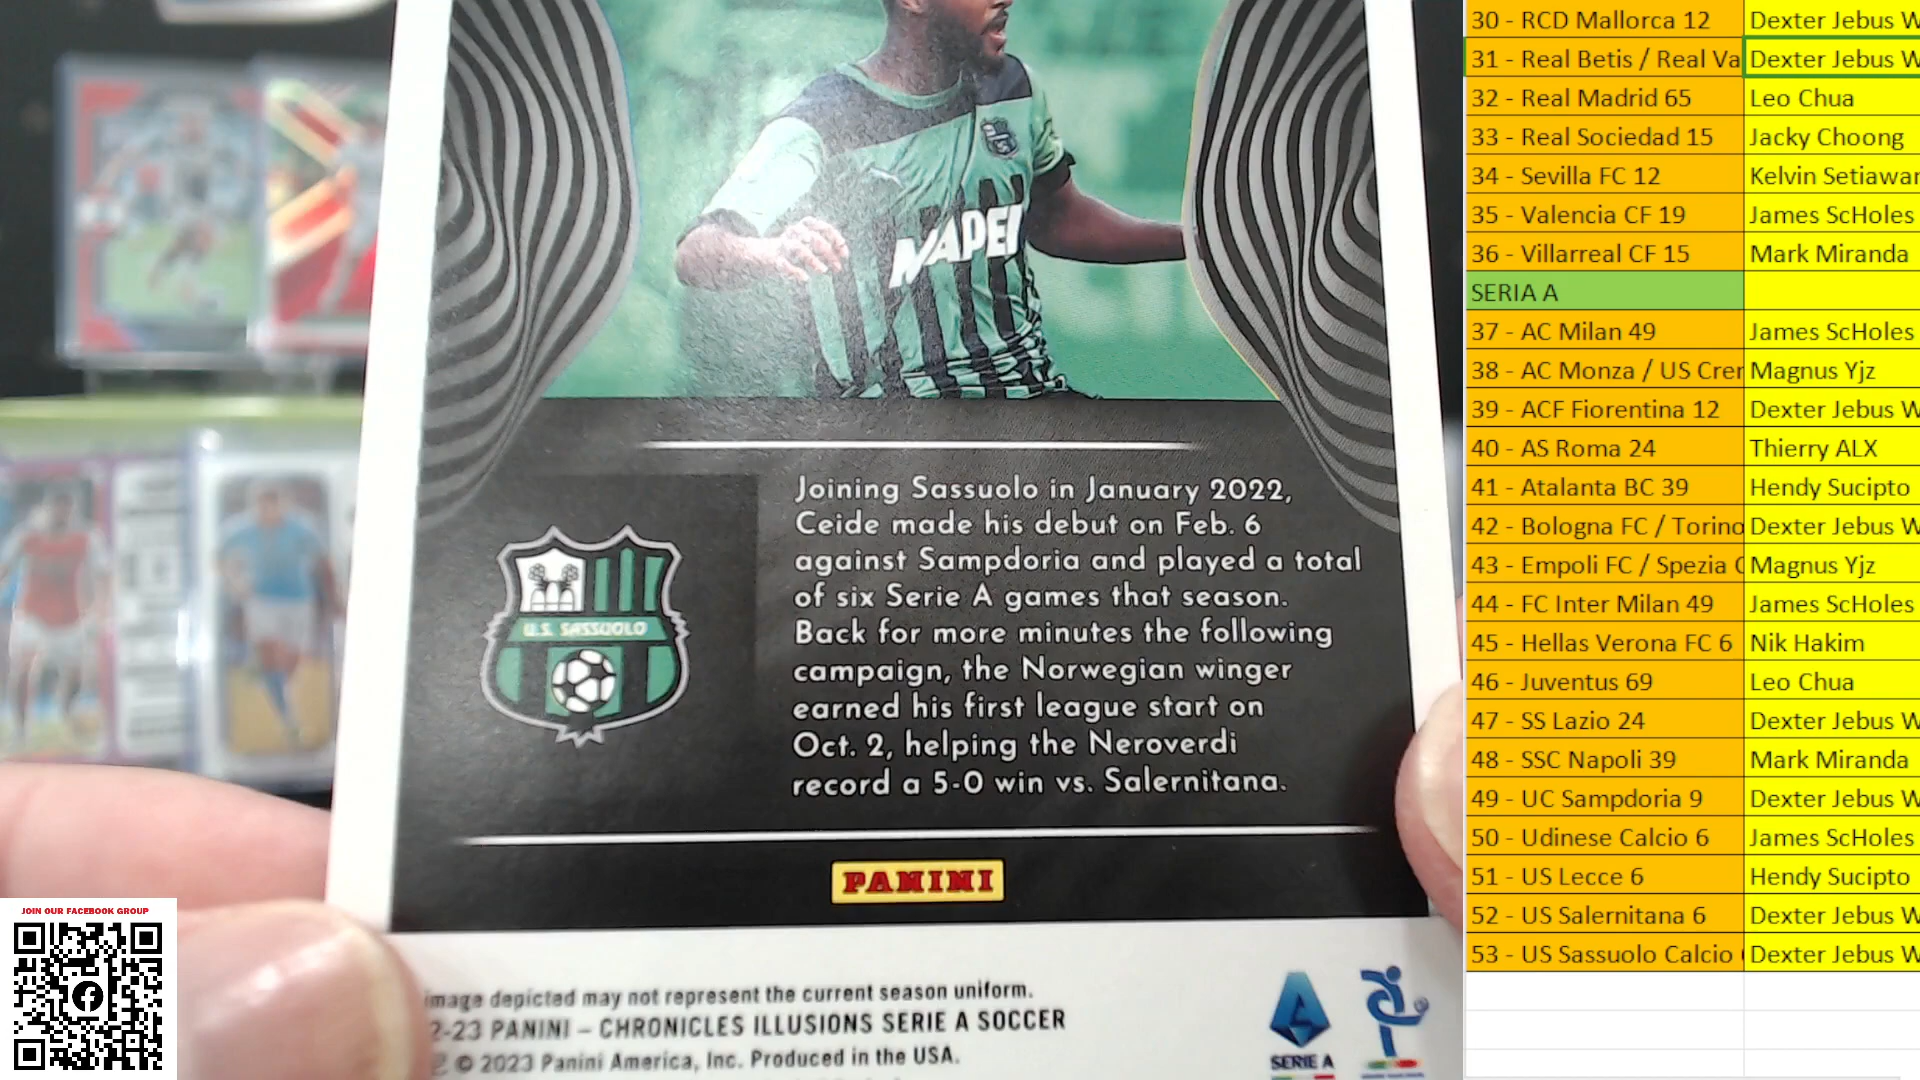 MAPEI
U.S. SASSUOLO
Joining Sassuolo in January 2022,
Ceide made his debut on Feb. 6
against Sampdoria and played a total
of six Serie A games that season.
Back for more minutes the following
campaign, the Norwegian winger
earned his first league start on
Oct. 2, helping the Neroverdi
record a 5-0 win vs. Salernitana.
PANINI
image depicted may not represent the current season uniform.
2-23 PANINI – CHRONICLES ILLUSIONS SERIE A SOCCER
© 2023 Panini America, Inc. Produced in the USA.
SERIE A
JOIN OUR FACEBOOK GROUP
30 - RCD Mallorca 12 Dexter Jebus W
31 - Real Betis / Real Va Dexter Jebus W
32 - Real Madrid 65 Leo Chua
33 - Real Sociedad 15 Jacky Choong
34 - Sevilla FC 12 Kelvin Setiawan
35 - Valencia CF 19 James ScHoles
36 - Villarreal CF 15 Mark Miranda
SERIA A
37 - AC Milan 49 James ScHoles
38 - AC Monza / US Crer Magnus Yjz
39 - ACF Fiorentina 12 Dexter Jebus W
40 - AS Roma 24 Thierry ALX
41 - Atalanta BC 39 Hendy Sucipto
42 - Bologna FC / Torino Dexter Jebus W
43 - Empoli FC / Spezia C Magnus Yjz
44 - FC Inter Milan 49 James ScHoles
45 - Hellas Verona FC 6 Nik Hakim
46 - Juventus 69 Leo Chua
47 - SS Lazio 24 Dexter Jebus W
48 - SSC Napoli 39 Mark Miranda
49 - UC Sampdoria 9 Dexter Jebus W
50 - Udinese Calcio 6 James ScHoles
51 - US Lecce 6 Hendy Sucipto
52 - US Salernitana 6 Dexter Jebus W
53 - US Sassuolo Calcio Dexter Jebus W